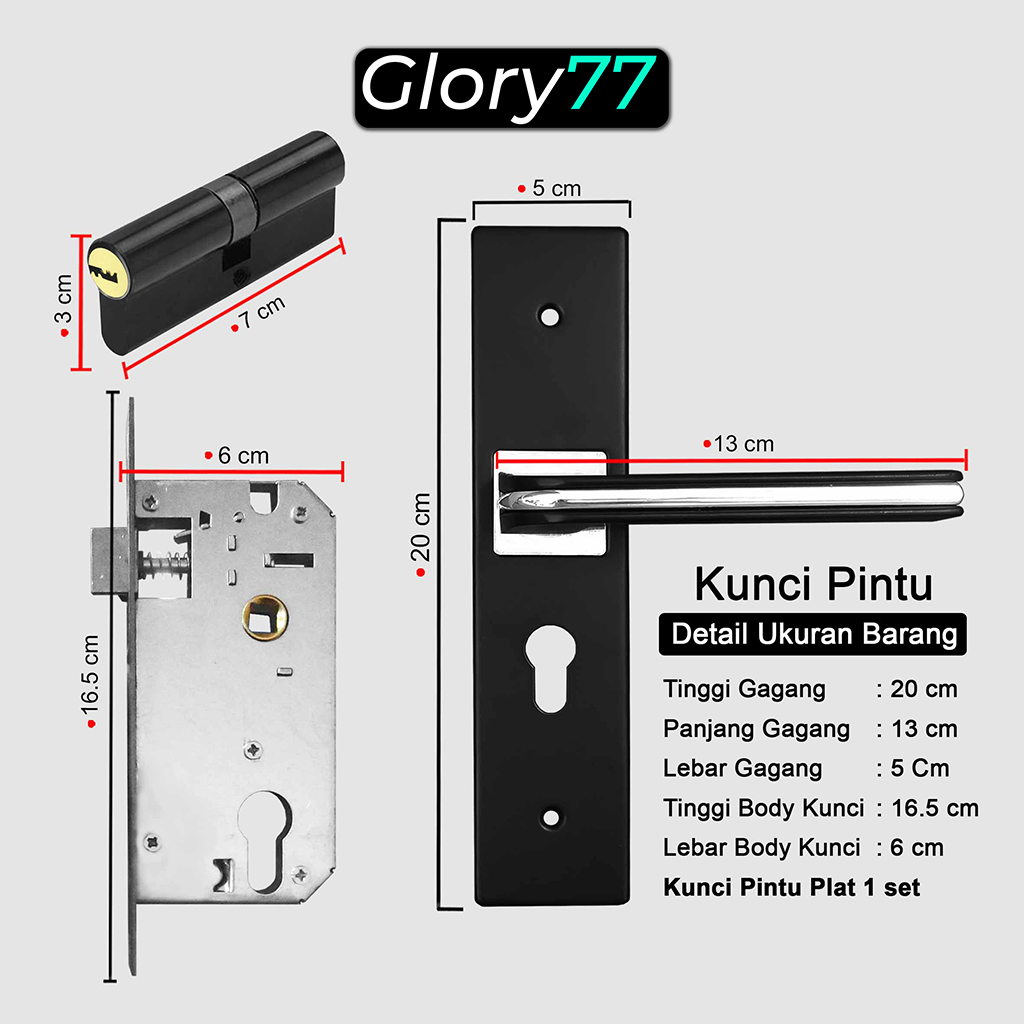 Glory77
5 cm
3 cm
7 cm
13 cm
6 cm
20 cm
16.5 cm
Kunci Pintu
Detail Ukuran Barang
Tinggi Gagang : 20 cm
Panjang Gagang : 13 cm
Lebar Gagang : 5 Cm
Tinggi Body Kunci : 16.5 cm
Lebar Body Kunci : 6 cm
Kunci Pintu Plat 1 set